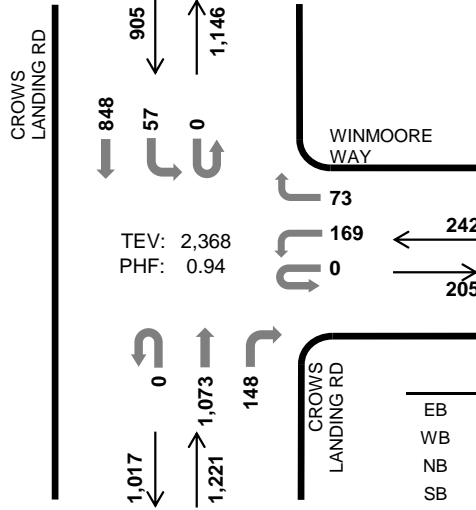 905
1,146
CROWS
LANDING RD
848
57
0
WINMOORE
WAY
73
TEV: 2,368
PHF: 0.94
169
242
0
205
0
1,073
148
CROWS
LANDING RD
1,017
1,221
EB
WB
NB
SB